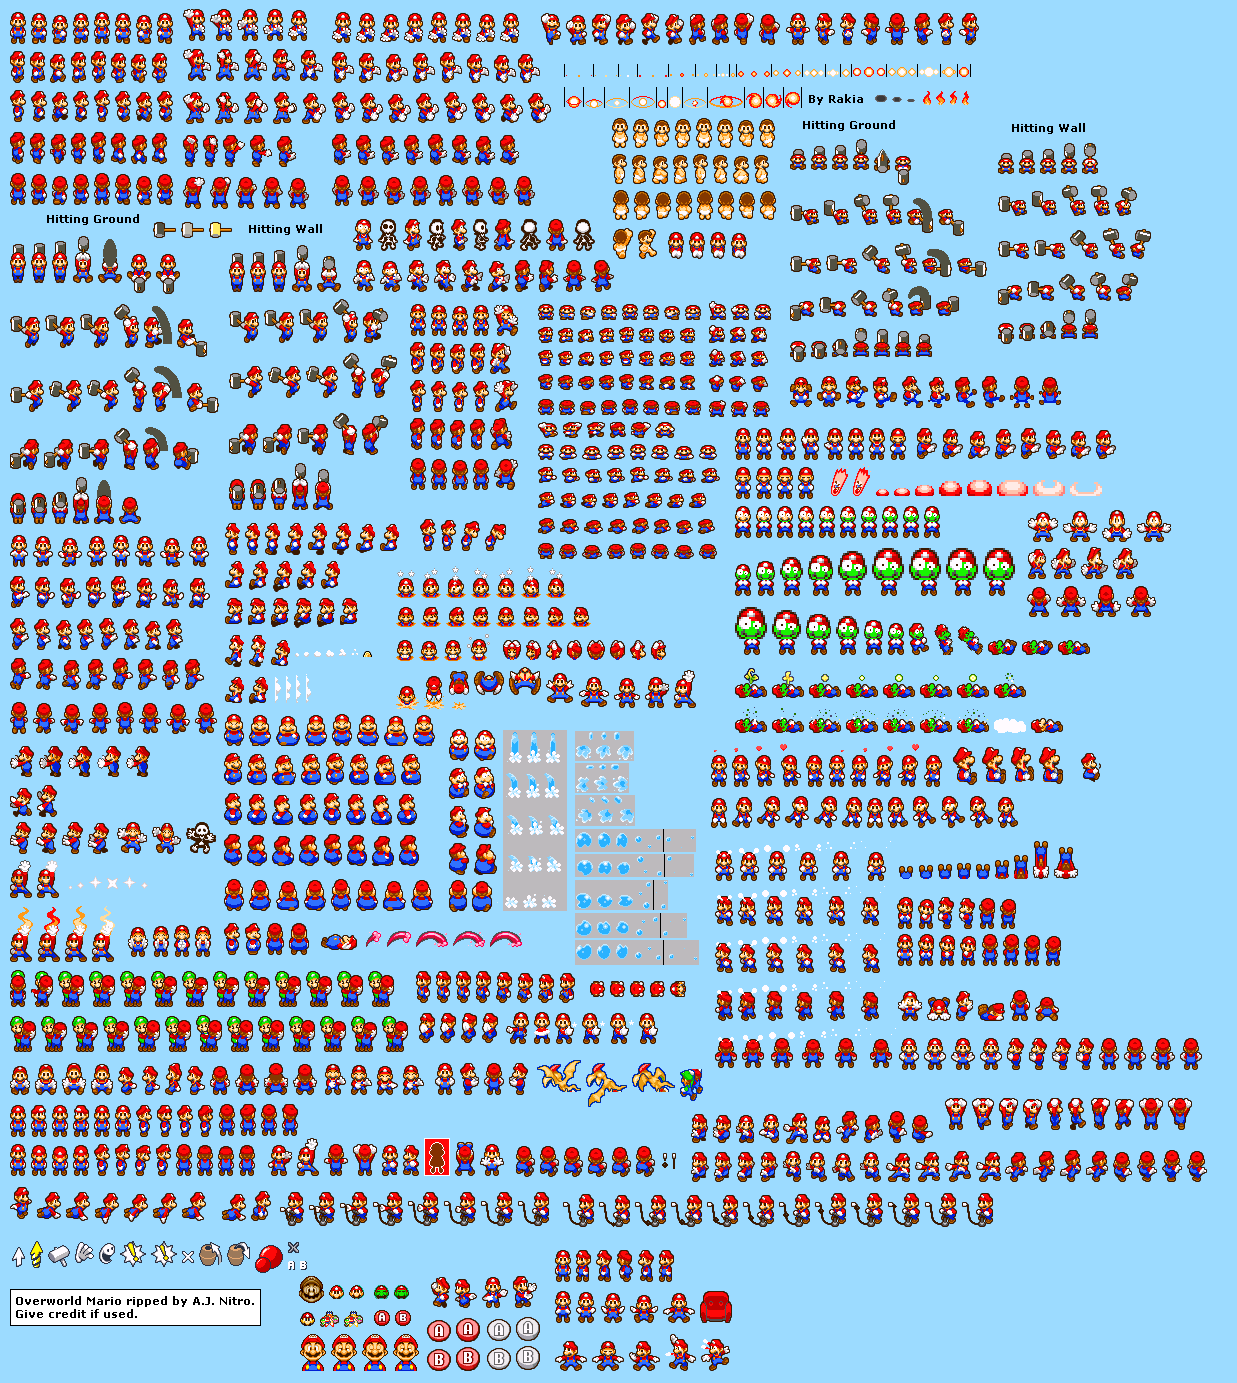 By Rakia
Hitting Ground
Hitting Wall
Hitting Ground
Hitting Wall
A B
Overworld Mario ripped by A.J. Nitro.
Give credit if used.
A B
A A A A
B B B B